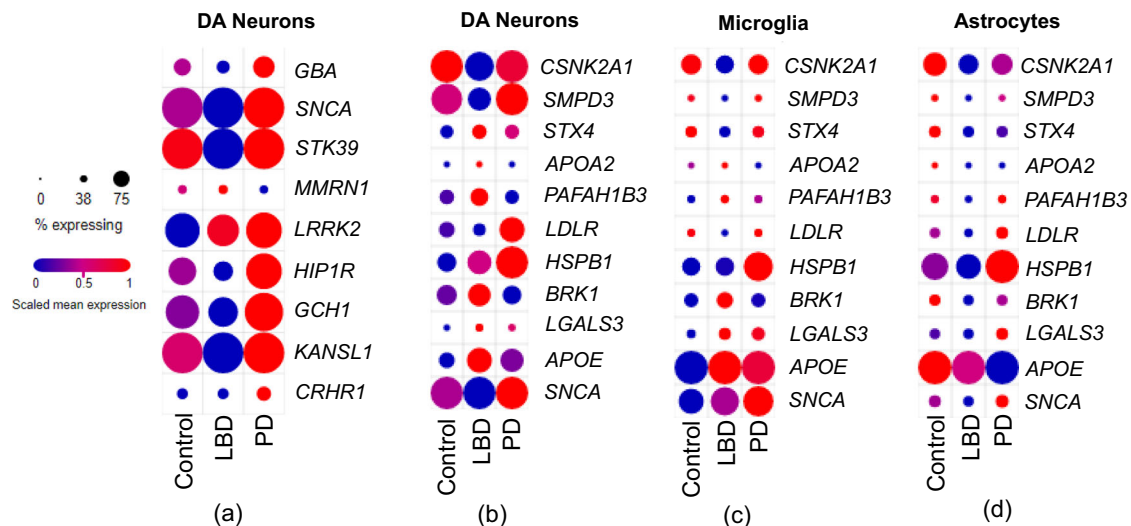 DA Neurons
GBA
SNCA
STK39
MMRN1
LRRK2
HIP1R
GCH1
KANSL1
CRHR1
Control
LBD
PD
(a)
0 38 75
% expressing
0 0.5 1
Scaled mean expression
DA Neurons
CSNK2A1
SMPD3
STX4
APOA2
PAFAH1B3
LDLR
HSPB1
BRK1
LGALS3
APOE
SNCA
Control
LBD
PD
(b)
Microglia
CSNK2A1
SMPD3
STX4
APOA2
PAFAH1B3
LDLR
HSPB1
BRK1
LGALS3
APOE
SNCA
Control
LBD
PD
(c)
Astrocytes
CSNK2A1
SMPD3
STX4
APOA2
PAFAH1B3
LDLR
HSPB1
BRK1
LGALS3
APOE
SNCA
Control
LBD
PD
(d)